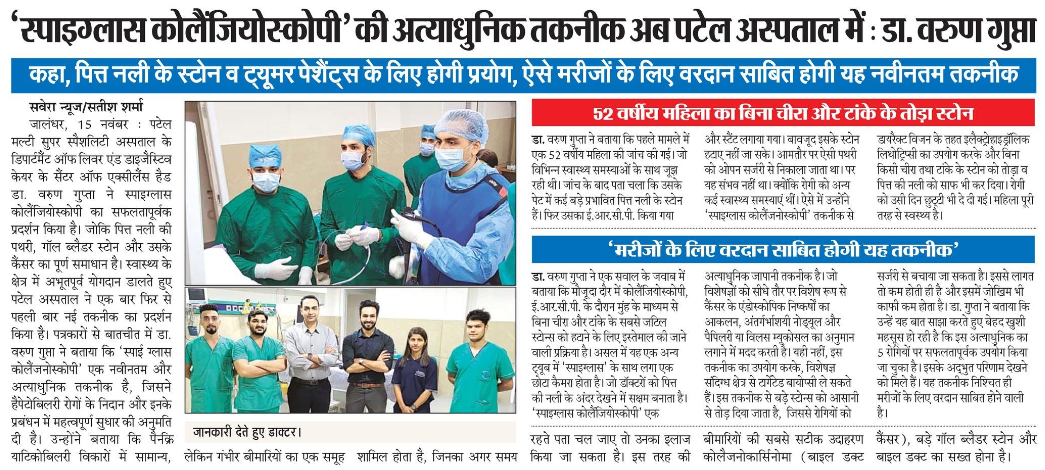 'स्पाइग्लास कोलैंजियोस्कोपी' की अत्याधुनिक तकनीक अब पटेल अस्पताल में : डा. वरुण गुप्ता
कहा, पित्त नली के स्टोन व ट्यूमर पेशैंट्स के लिए होगी प्रयोग, ऐसे मरीजों के लिए वरदान साबित होगी यह नवीनतम तकनीक
सवेरा न्यूज/सतीश शर्मा
जालंधर, 15 नवंबर : पटेल
मल्टी सुपर स्पैशलिटी अस्पताल के
डिपार्टमैंट ऑफ लिवर एंड डाइजैस्टिव
केयर के सैंटर ऑफ एक्सीलैंस हैड
डा. वरुण गुप्ता ने स्पाइग्लास
कोलैंजियोस्कोपी का सफलतापूर्वक
प्रदर्शन किया है। जोकि पित्त नली की
पथरी, गॉल ब्लैडर स्टोन और उसके
कैंसर का पूर्ण समाधान है। स्वास्थ्य के
क्षेत्र में अभूतपूर्व योगदान डालते हुए
पटेल अस्पताल ने एक बार फिर से
पहली बार नई तकनीक का प्रदर्शन
किया है। पत्रकारों से बातचीत में डा.
वरुण गुप्ता ने बताया कि 'स्पाई ग्लास
कोलैंजनोस्कोपी' एक नवीनतम और
अत्याधुनिक तकनीक है, जिसने
हैपेटोबिलरी रोगों के निदान और इनके
प्रबंधन में महत्वपूर्ण सुधार की अनुमति
दी है। उन्होंने बताया कि पैनक्रि
याटिकोबिलरी विकारों में सामान्य,
जानकारी देते हुए डाक्टर।
लेकिन गंभीर बीमारियों का एक समूह
शामिल होता है, जिनका अगर समय
52 वर्षीय महिला का बिना चीरा और टांके के तोड़ा स्टोन
डा. वरुण गुप्ता ने बताया कि पहले मामले में
एक 52 वर्षीय महिला की जांच की गई। जो
विभिन्न स्वास्थ्य समस्याओं के साथ जूझ
रही थी। जांच के बाद पता चला कि उसके
पेट में कई बड़े प्रभावित पित्त नली के स्टोन
हैं। फिर उसका ई.आर.सी.पी. किया गया
और स्टैंट लगाया गया। बावजूद इसके स्टोन
हटाए नहीं जा सके। आमतौर पर ऐसी पथरी
की ओपन सर्जरी से निकाला जाता था। पर
यह संभव नहीं था। क्योंकि रोगी को अन्य
कई स्वास्थ्य समस्याएं थीं। ऐसे में उन्होंने
'स्पाइग्लास कोलैंजनोस्कोपी' तकनीक से
डायरैक्ट विजन के तहत इलैक्ट्रोहाइड्रॉलिक
लिथोट्रिप्सी का उपयोग करके और बिना
किसी चीरा तथा टांके के स्टोन को तोड़ा व
पित्त की नली को साफ भी कर दिया। रोगी
को उसी दिन छुट्टी भी दे दी गई। महिला पूरी
तरह से स्वस्थ है।
'मरीजों के लिए वरदान साबित होगी यह तकनीक'
डा. वरुण गुप्ता ने एक सवाल के जवाब में
बताया कि मौजूदा दौर में कोलैंजियोस्कोपी,
ई.आर.सी.पी. के दौरान मुंह के माध्यम से
बिना चीरा और टांके के सबसे जटिल
स्टोन्स को हटाने के लिए इस्तेमाल की जाने
वाली प्रक्रिया है। असल में यह एक अन्य
ट्यूब में 'स्पाइग्लास' के साथ लगा एक
छोटा कैमरा होता है। जो डॉक्टरों को पित्त
की नली के अंदर देखने में सक्षम बनाता है।
'स्पाइग्लास कोलैंजियोस्कोपी' एक
अत्याधुनिक जापानी तकनीक है। जो
विशेषज्ञों को सीधे तौर पर विशेष रूप से
कैंसर के एंडोस्कोपिक निष्कर्षों का
आकलन, अंतर्गर्भाशयी नोड्यूल और
पैपिलरी या विलस म्यूकोसल का अनुमान
लगाने में मदद करती है। यही नहीं, इस
तकनीक का उपयोग करके, विशेषज्ञ
संदिग्ध क्षेत्र से टार्गेटेड बायोप्सी ले सकते
हैं। इस तकनीक से बड़े स्टोन्स को आसानी
से तोड़ दिया जाता है, जिससे रोगियों को
सर्जरी से बचाया जा सकता है। इससे लागत
तो कम होती ही है और इसमें जोखिम भी
काफी कम होता है। डा. गुप्ता ने बताया कि
उन्हें यह बात साझा करते हुए बेहद खुशी
महसूस हो रही है कि इस अत्याधुनिक का
5 रोगियों पर सफलतापूर्वक उपयोग किया
जा चुका है। इसके अद्भुत परिणाम देखने
को मिले हैं। यह तकनीक निश्चित ही
मरीजों के लिए वरदान साबित होने वाली
है।
रहते पता चल जाए तो उनका इलाज
किया जा सकता है। इस तरह की
बीमारियों की सबसे सटीक उदाहरण
कोलैजनोकार्सिनोमा (बाइल डक्ट
कैंसर), बड़े गॉल ब्लैडर स्टोन और
बाइल डक्ट का सख्त होना है।